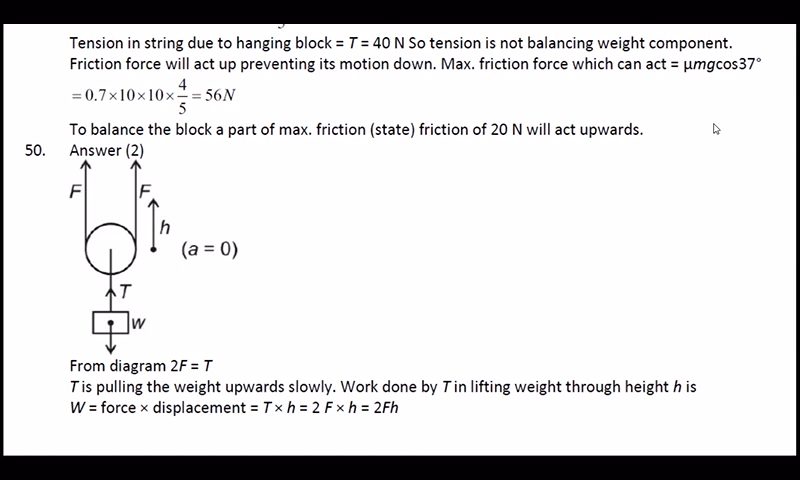 Tension in string due to hanging block = T = 40 N So tension is not balancing weight component.
Friction force will act up preventing its motion down. Max. friction force which can act = μmgcos37°
= 0.7×10×10× 4/5 = 56N
To balance the block a part of max. friction (state) friction of 20 N will act upwards.
50. Answer (2)
F F
h
(a = 0)
T
W
From diagram 2F = T
T is pulling the weight upwards slowly. Work done by T in lifting weight through height h is
W = force × displacement = T × h = 2 F × h = 2Fh